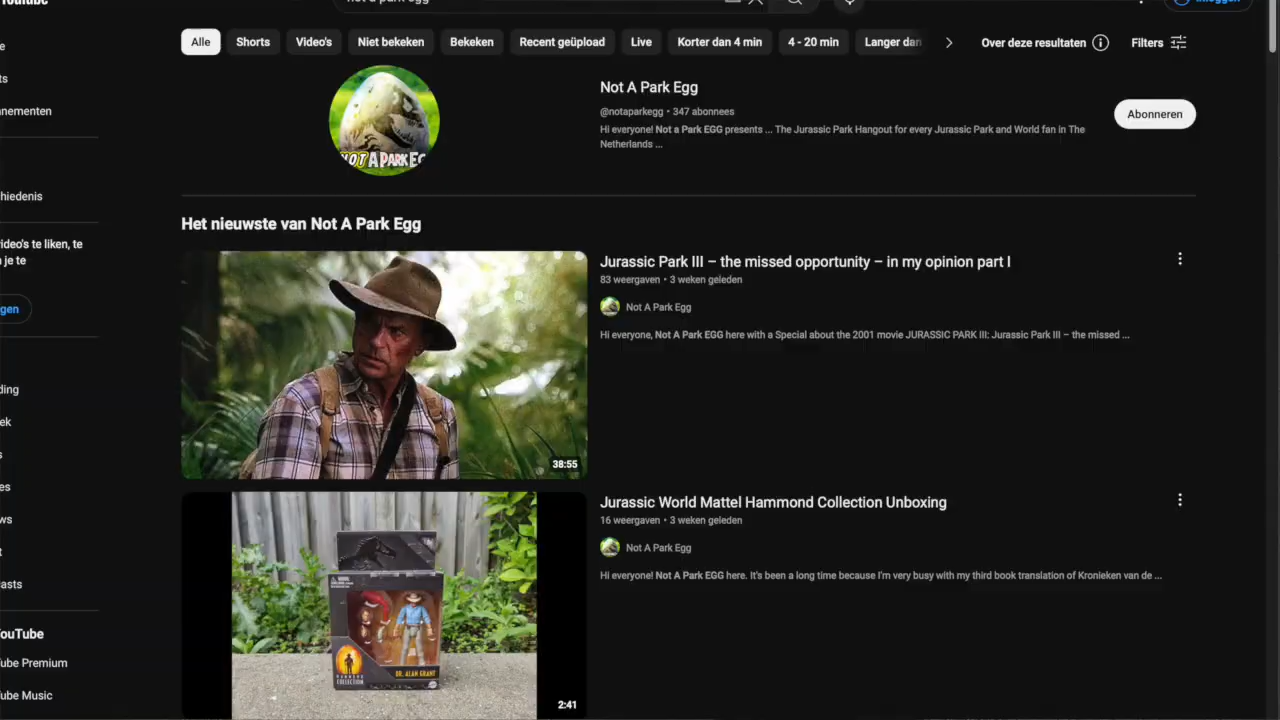 Alle
Shorts
Video's
Niet bekeken
Bekeken
Recent geüpload
Live
Korter dan 4 min
4 - 20 min
Langer dan
Over deze resultaten
Filters
Not A Park Egg
@notaparkegg • 347 abonnees
Hi everyone! Not a Park EGG presents ... The Jurassic Park Hangout for every Jurassic Park and World fan in The
Netherlands ...
Abonneren
NOT A PARK EG
nementen
hiedenis
ideo's te liken, te
je te
gen
Het nieuwste van Not A Park Egg
Jurassic Park III – the missed opportunity – in my opinion part I
83 weergaven • 3 weken geleden
Not A Park Egg
Hi everyone, Not A Park EGG here with a Special about the 2001 movie JURASSIC PARK III: Jurassic Park III – the missed ...
38:55
Jurassic World Mattel Hammond Collection Unboxing
16 weergaven • 3 weken geleden
Not A Park Egg
Hi everyone! Not A Park EGG here. It's been a long time because I'm very busy with my third book translation of Kronieken van de ...
DR. ALAN GRANT
2:41
ding
ek
es
ws
t
asts
ouTube
ube Premium
ube Music